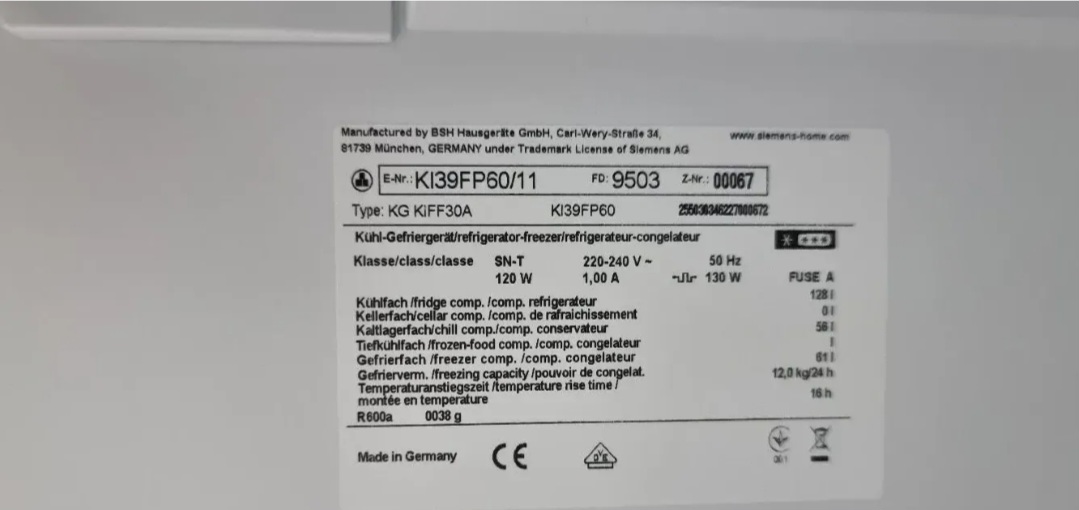 Manufactured by BSH Hausgeräte GmbH, Carl-Wery-Straße 34,
81739 München, GERMANY under Trademark License of Siemens AG
www.siemens-home.com
E-Nr.: KI39FP60/11 FD: 9503 Z-Nr.: 00067
Type: KG KiFF30A KI39FP60
Kühl-Gefriergerät/refrigerator-freezer/refrigerateur-congelateur
Klasse/class/classe SN-T 220-240 V ~ 50 Hz
120 W 1,00 A 130 W FUSE A
Kühlfach /fridge comp. /comp. refrigerateur 128 l
Kellerfach/cellar comp. /comp. de rafraichissement 0 l
Kaltlagerfach/chill comp./comp. conservateur 56 l
Tiefkühlfach /frozen-food comp. /comp. congelateur l
Gefrierfach /freezer comp. /comp. congelateur 61 l
Gefrierverm. /freezing capacity /pouvoir de congelat. 12,0 kg/24 h
Temperaturanstiegszeit /temperature rise time / 16 h
montée en temperature
R600a 0038 g
Made in Germany CE